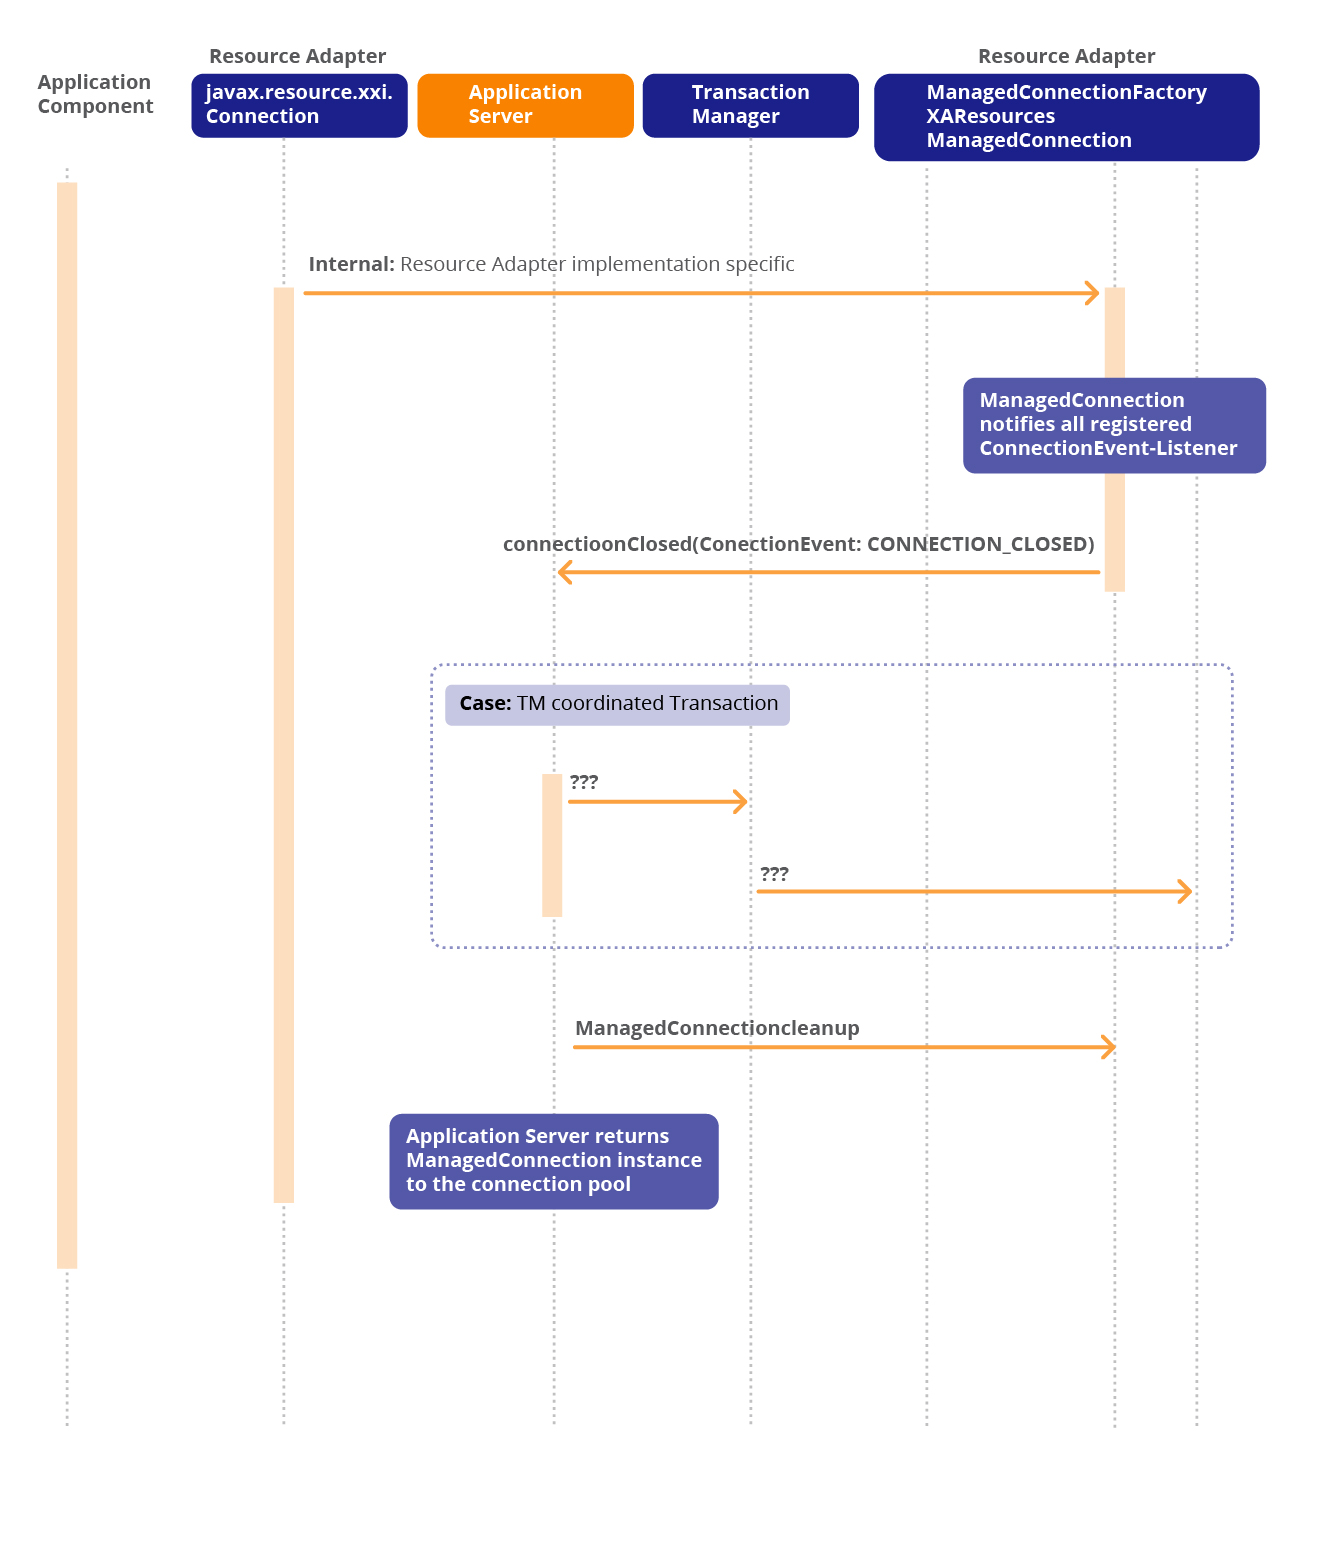 Resource Adapter
Resource Adapter
Application
Component
javax.resource.xxi.
Connection
Application
Server
Transaction
Manager
ManagedConnectionFactory
XAResources
ManagedConnection
Internal: Resource Adapter implementation specific
ManagedConnection
notifies all registered
ConnectionEvent-Listener
connectioonClosed(ConectionEvent: CONNECTION_CLOSED)
Case: TM coordinated Transaction
???
???
ManagedConnectioncleanup
Application Server returns
ManagedConnection instance
to the connection pool